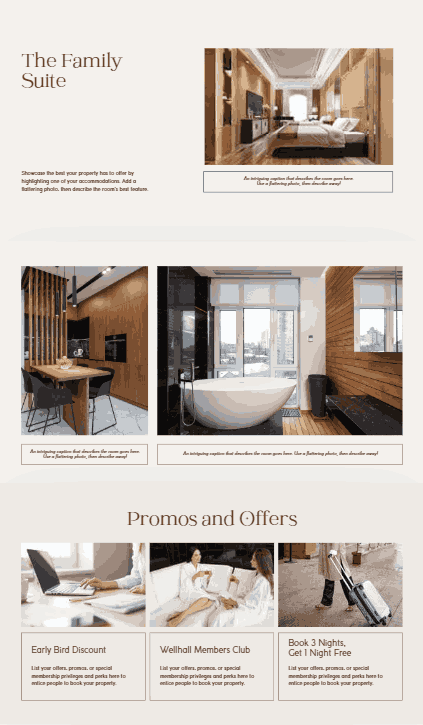 The Family
Suite
Showcase the best your property has to offer by
highlighting one of your accommodations. Add a
flattering photo, then describe the room's best feature.
An intriguing caption that describes the room goes here.
Use a flattering photo, then describe away!
An intriguing caption that describes the room goes here.
Use a flattering photo, then describe away!
An intriguing caption that describes the room goes here. Use a flattering photo, then describe away!
Promos and Offers
Early Bird Discount
List your offers, promos, or special
membership privileges and perks here to
entice people to book your property.
Wellhall Members Club
List your offers, promos, or special
membership privileges and perks here to
entice people to book your property.
Book 3 Nights,
Get 1 Night Free
List your offers, promos, or special
membership privileges and perks here to
entice people to book your property.